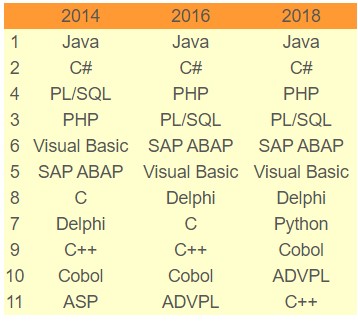 2014 2016 2018
1 Java Java Java
2 C# C# C#
4 PL/SQL PHP PHP
3 PHP PL/SQL PL/SQL
6 Visual Basic SAP ABAP SAP ABAP
5 SAP ABAP Visual Basic Visual Basic
8 C Delphi Delphi
7 Delphi C Python
9 C++ C++ Cobol
10 Cobol Cobol ADVPL
11 ASP ADVPL C++